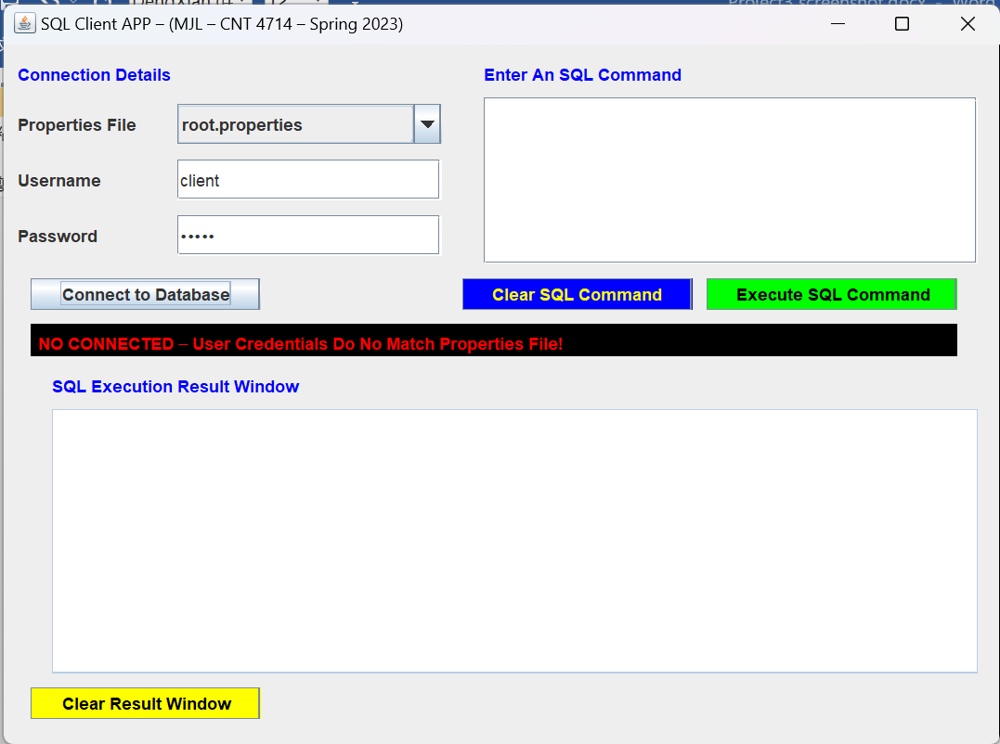 SQL Client APP – (MJL – CNT 4714 – Spring 2023)
Connection Details
Enter An SQL Command
Properties File
root.properties
Username
client
Password
•••••
Connect to Database
Clear SQL Command
Execute SQL Command
NO CONNECTED – User Credentials Do No Match Properties File!
SQL Execution Result Window
Clear Result Window